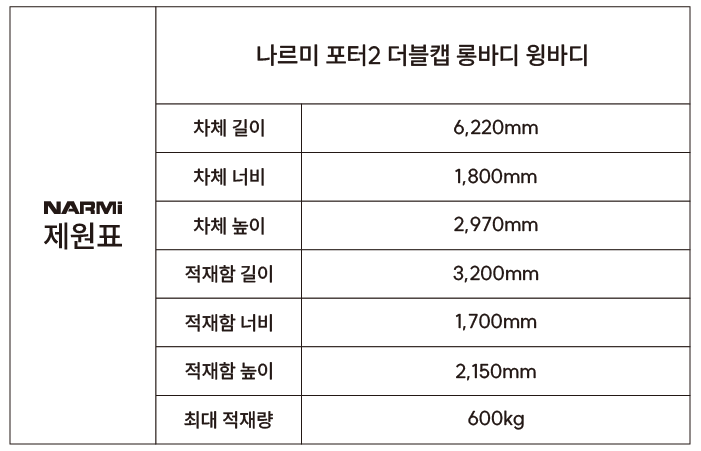 나르미 포터2 더블캡 롱바디 윙바디
NARMi
제원표
차체 길이 6,220mm
차체 너비 1,800mm
차체 높이 2,970mm
적재함 길이 3,200mm
적재함 너비 1,700mm
적재함 높이 2,150mm
최대 적재량 600kg